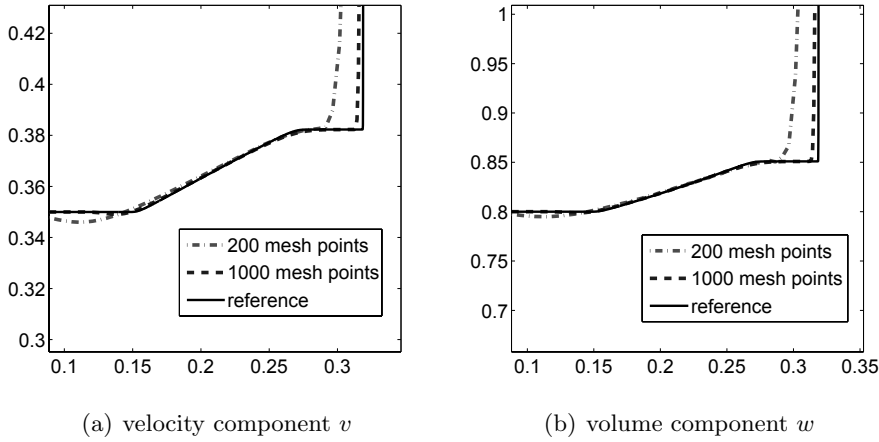 0.42
0.4
0.38
0.36
0.34
0.32
0.3
0.1 0.15 0.2 0.25 0.3
200 mesh points
1000 mesh points
reference
(a) velocity component v
1
0.95
0.9
0.85
0.8
0.75
0.7
0.1 0.15 0.2 0.25 0.3 0.35
200 mesh points
1000 mesh points
reference
(b) volume component w